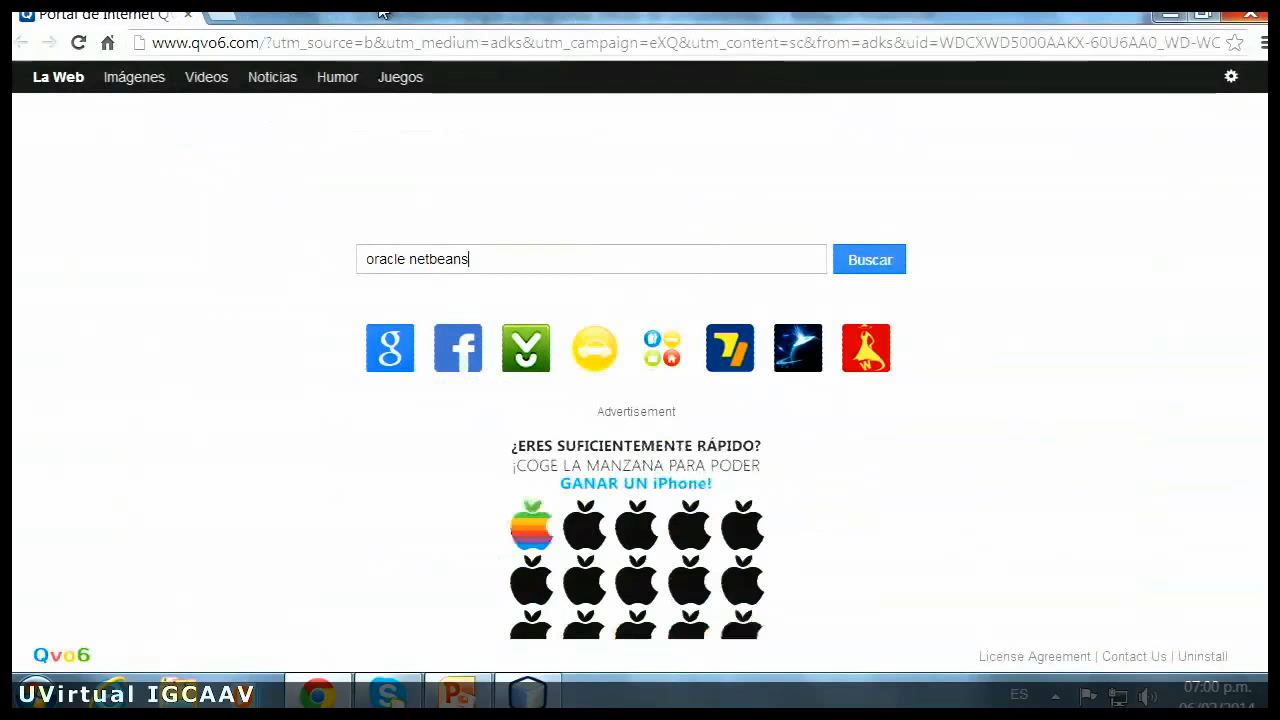 Portal de Internet Qv
www.qvo6.com/?utm_source=b&utm_medium=adks&utm_campaign=eXQ&utm_content=sc&from=adks&uid=WDCXWD5000AAKX-60U6AA0_WD-WC
La Web Imágenes Videos Noticias Humor Juegos
oracle netbeans
Buscar
Advertisement
¿ERES SUFICIENTEMENTE RÁPIDO?
¡COGE LA MANZANA PARA PODER
GANAR UN iPhone!
Qvo6
License Agreement | Contact Us | Uninstall
UVirtual IGCAAV
ES
07:00 p.m.